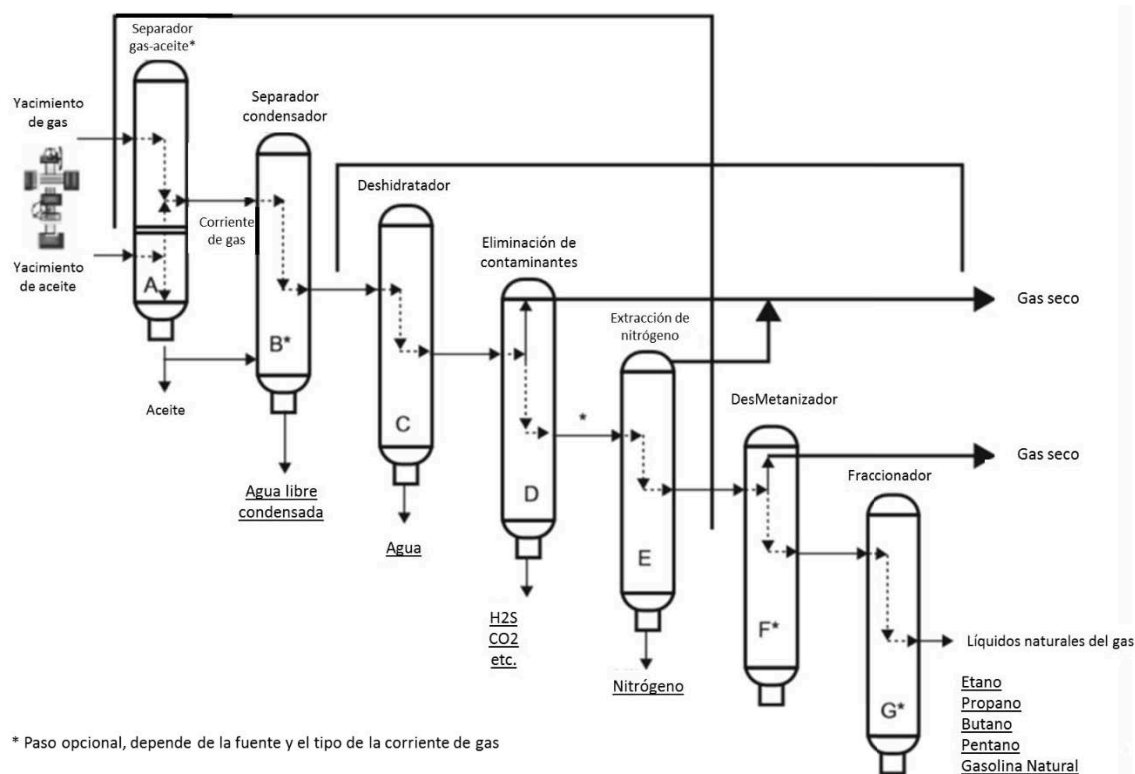 Separador
gas-aceite*
Yacimiento
de gas
Yacimiento
de aceite
A
Aceite
Corriente
de gas
Separador
condensador
B*
Agua libre
condensada
Deshidratador
C
Agua
Eliminación de
contaminantes
D
H2S
CO2
etc.
*
Extracción de
nitrógeno
E
Nitrógeno
Gas seco
DesMetanizador
F*
Gas seco
Fraccionador
G*
Líquidos naturales del gas
Etano
Propano
Butano
Pentano
Gasolina Natural
* Paso opcional, depende de la fuente y el tipo de la corriente de gas